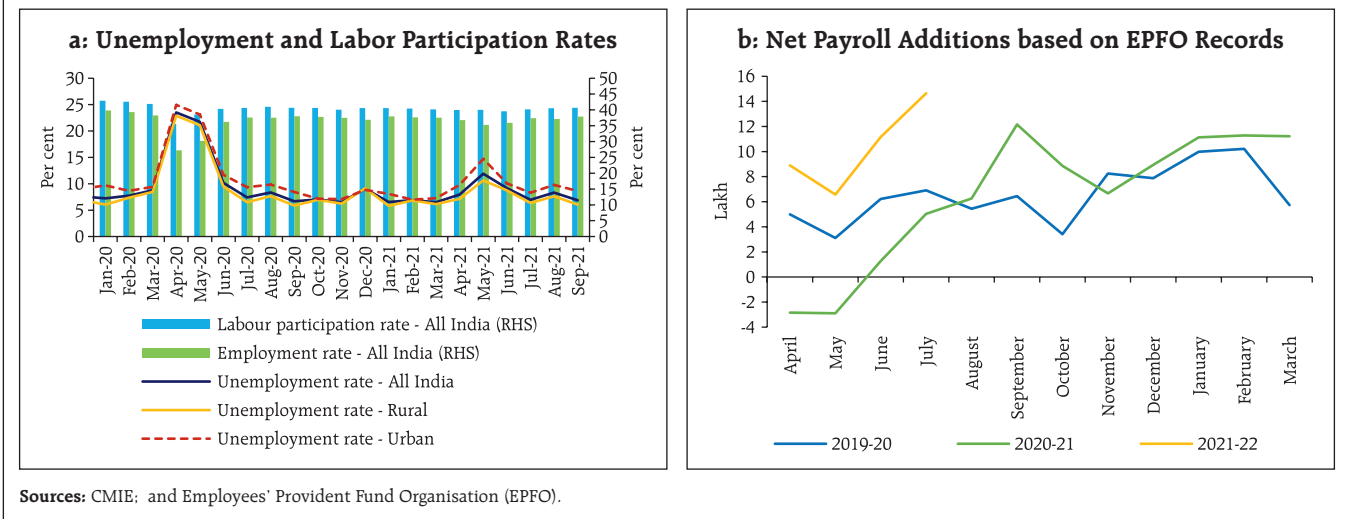 a: Unemployment and Labor Participation Rates
30
25
20
15
10
5
0
Per cent
50
45
40
35
30
25
20
15
10
5
0
Per cent
Jan-20
Feb-20
Mar-20
Apr-20
May-20
Jun-20
Jul-20
Aug-20
Sep-20
Oct-20
Nov-20
Dec-20
Jan-21
Feb-21
Mar-21
Apr-21
May-21
Jun-21
Jul-21
Aug-21
Sep-21
Labour participation rate - All India (RHS)
Employment rate - All India (RHS)
Unemployment rate - All India
Unemployment rate - Rural
Unemployment rate - Urban
b: Net Payroll Additions based on EPFO Records
16
14
12
10
8
6
4
2
0
-2
-4
Lakh
April
May
June
July
August
September
October
November
December
January
February
March
2019-20
2020-21
2021-22
Sources: CMIE; and Employees' Provident Fund Organisation (EPFO).